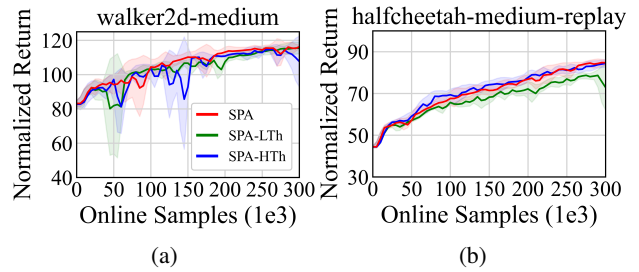 walker2d-medium
Normalized Return
120
100
80
60
40
0 50 100 150 200 250 300
Online Samples (1e3)
SPA
SPA-LTh
SPA-HTh
(a)
halfcheetah-medium-replay
Normalized Return
90
70
50
30
0 50 100 150 200 250 300
Online Samples (1e3)
(b)